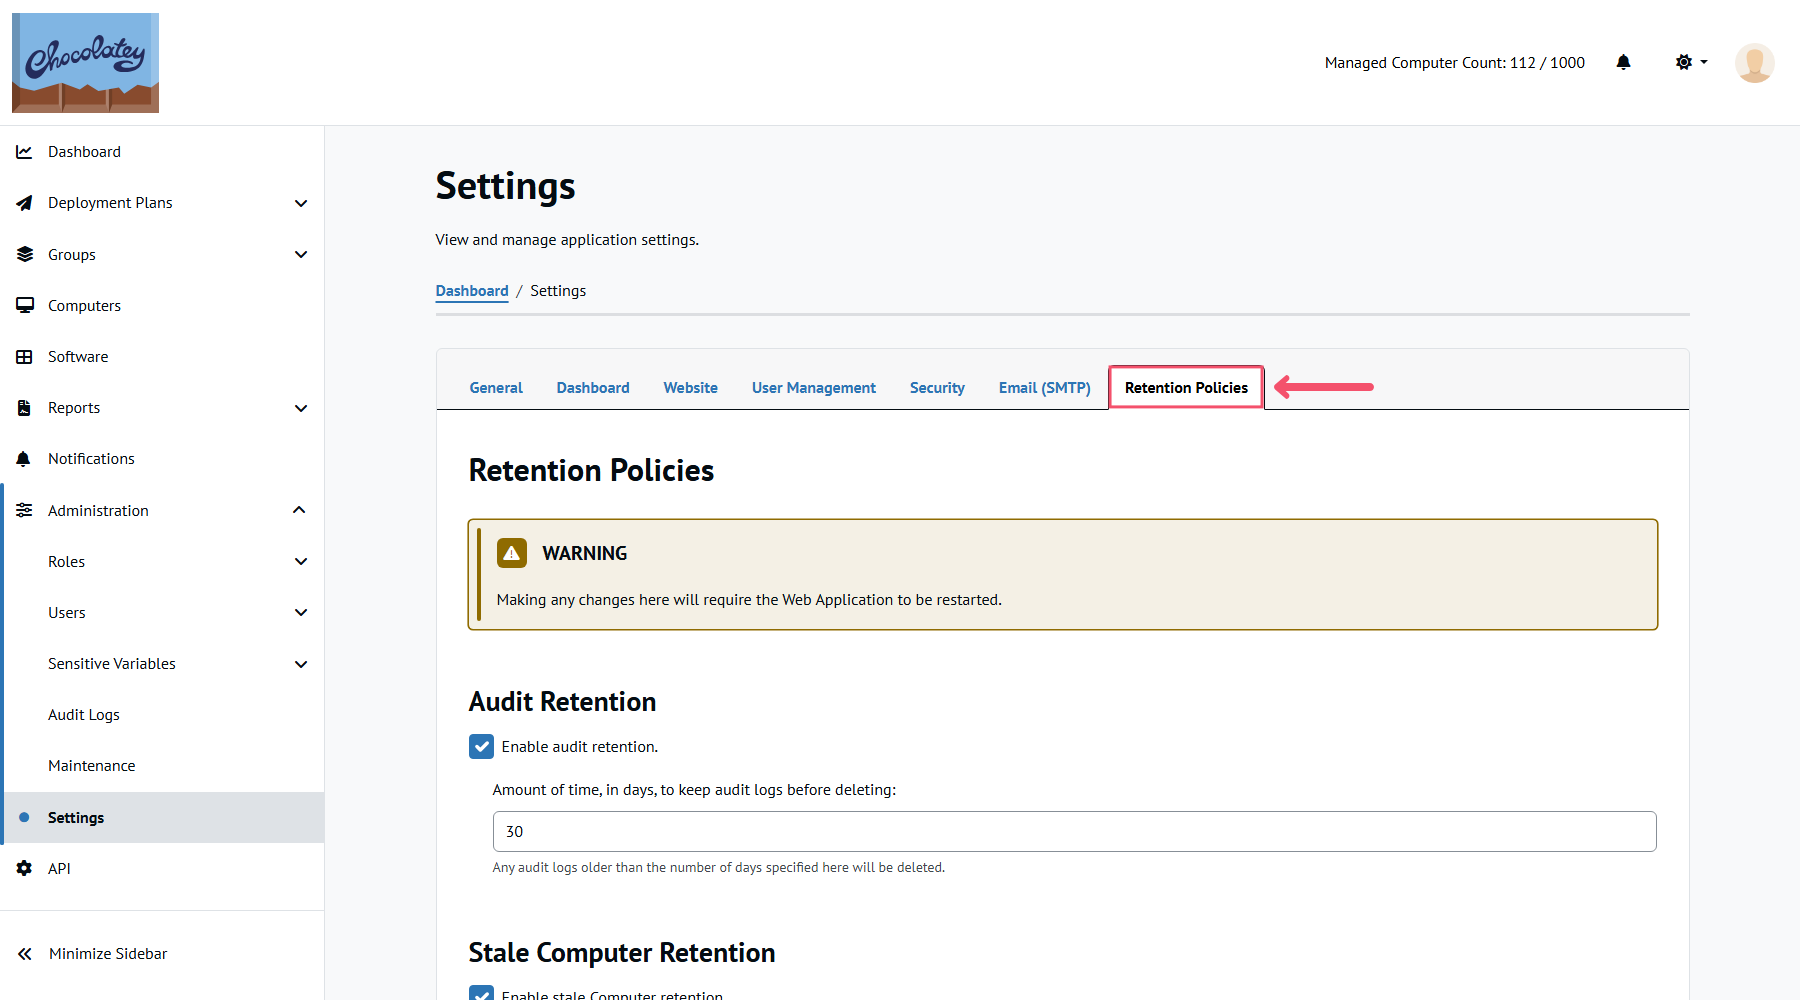 Chocolatey
Managed Computer Count: 112 / 1000
Dashboard
Deployment Plans
Groups
Computers
Software
Reports
Notifications
Administration
Roles
Users
Sensitive Variables
Audit Logs
Maintenance
Settings
API
Minimize Sidebar
Settings
View and manage application settings.
Dashboard / Settings
General Dashboard Website User Management Security Email (SMTP) Retention Policies
Retention Policies
WARNING
Making any changes here will require the Web Application to be restarted.
Audit Retention
Enable audit retention.
Amount of time, in days, to keep audit logs before deleting:
30
Any audit logs older than the number of days specified here will be deleted.
Stale Computer Retention
Enable stale Computer retention